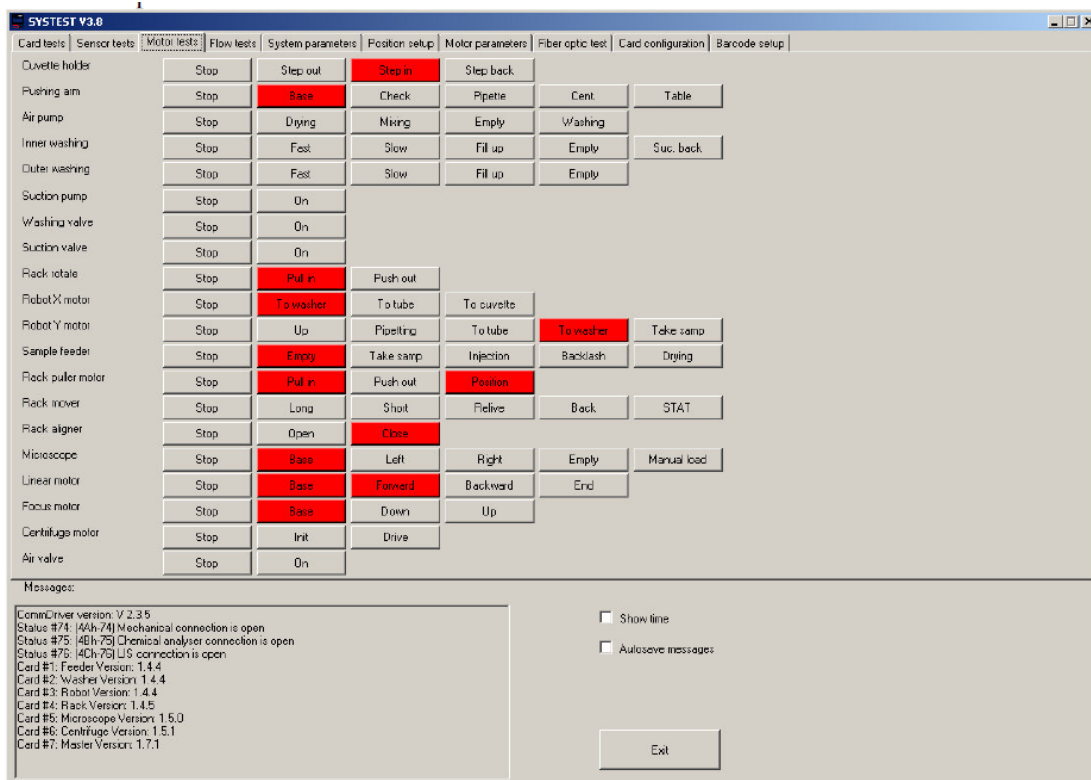 SYSTEST V3.8
Card tests Sensor tests Motor tests Flow tests System parameters Position setup Motor parameters Fiber optic test Card configuration Barcode setup
Cuvette holder Stop Step out Step in Step back
Pushing arm Stop Base Check Pipette Cent. Table
Air pump Stop Drying Mixing Empty Washing
Inner washing Stop Fast Slow Fill up Empty Suc. back
Outer washing Stop Fast Slow Fill up Empty
Suction pump Stop On
Washing valve Stop On
Suction valve Stop On
Rack rotate Stop Pull in Push out
Robot X motor Stop To washer To tube To cuvette
Robot Y motor Stop Up Pipetting To tube To washer Take samp
Sample feeder Stop Empty Take samp Injection Backlash Drying
Rack puller motor Stop Pull in Push out Position
Rack mover Stop Long Short Relive Back STAT
Rack aligner Stop Open Close
Microscope Stop Base Left Right Empty Manual load
Linear motor Stop Base Forward Backward End
Focus motor Stop Base Down Up
Centrifuge motor Stop Init Drive
Air valve Stop On
Messages:
CommDriver version: V 2.3.5
Status #74: [4Ah-74] Mechanical connection is open
Status #75: [4Bh-75] Chemical analyser connection is open
Status #76: [4Ch-76] LIS connection is open
Card #1: Feeder Version: 1.4.4
Card #2: Washer Version: 1.4.4
Card #3: Robot Version: 1.4.4
Card #4: Rack Version: 1.4.5
Card #5: Microscope Version: 1.5.0
Card #6: Centrifuge Version: 1.5.1
Card #7: Master Version: 1.7.1
Show time
Autosave messages
Exit